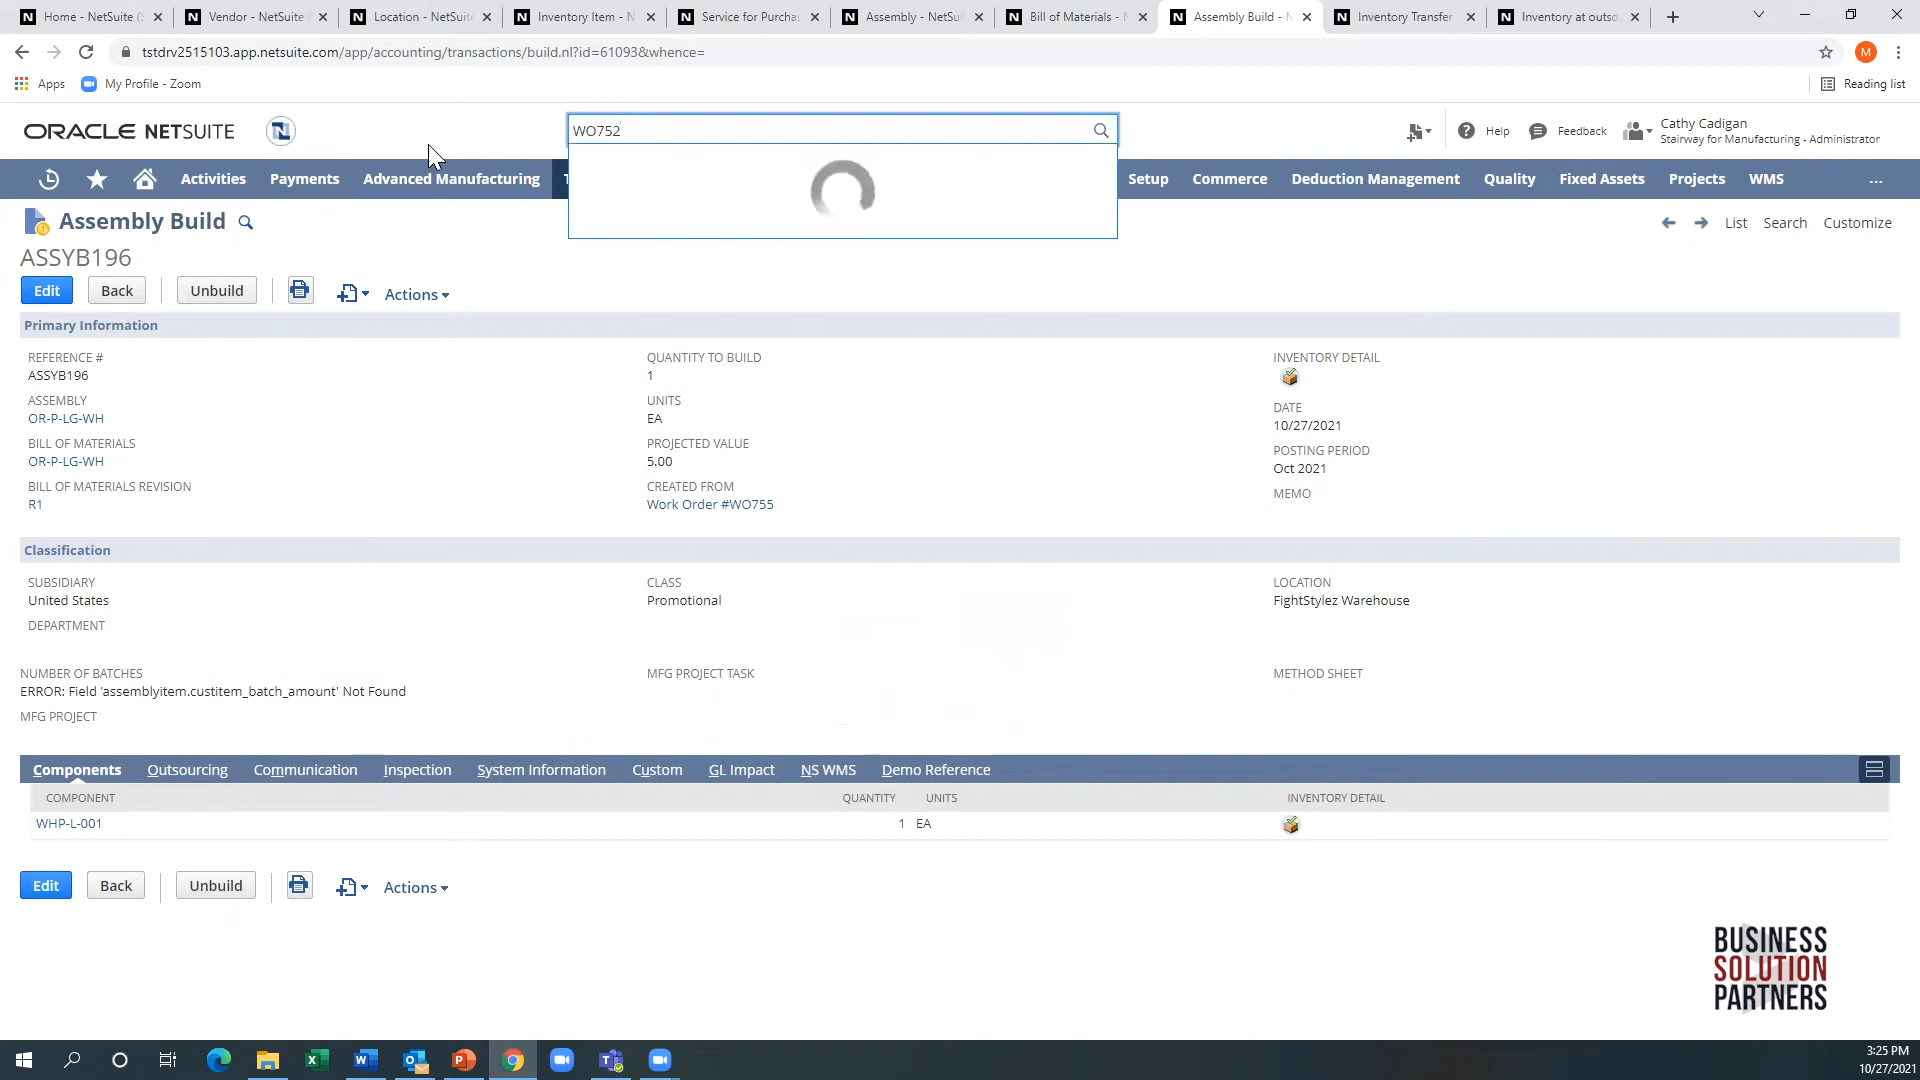 Home - NetSuite (
Vendor - NetSuite
Location - NetSuite
Inventory Item - N
Service for Purcha
Assembly - NetSui
Bill of Materials - N
Assembly Build - N
Inventory Transfer
Inventory at outso
tstdrv2515103.app.netsuite.com/app/accounting/transactions/build.nl?id=61093&whence=
M
Apps
My Profile - Zoom
Reading list
ORACLE NETSUITE
WO752
Help
Feedback
Cathy Cadigan
Stairway for Manufacturing - Administrator
Activities
Payments
Advanced Manufacturing
Setup
Commerce
Deduction Management
Quality
Fixed Assets
Projects
WMS
...
Assembly Build
List
Search
Customize
ASSYB196
Edit
Back
Unbuild
Actions
Primary Information
REFERENCE #
ASSYB196
ASSEMBLY
OR-P-LG-WH
BILL OF MATERIALS
OR-P-LG-WH
BILL OF MATERIALS REVISION
R1
QUANTITY TO BUILD
1
UNITS
EA
PROJECTED VALUE
5.00
CREATED FROM
Work Order #WO755
INVENTORY DETAIL
DATE
10/27/2021
POSTING PERIOD
Oct 2021
MEMO
Classification
SUBSIDIARY
United States
DEPARTMENT
CLASS
Promotional
LOCATION
FightStylez Warehouse
NUMBER OF BATCHES
ERROR: Field 'assemblyitem.custitem_batch_amount' Not Found
MFG PROJECT
MFG PROJECT TASK
METHOD SHEET
Components
Outsourcing
Communication
Inspection
System Information
Custom
GL Impact
NS WMS
Demo Reference
COMPONENT
QUANTITY
UNITS
INVENTORY DETAIL
WHP-L-001
1
EA
Edit
Back
Unbuild
Actions
BUSINESS
SOLUTION
PARTNERS
3:25 PM
10/27/2021